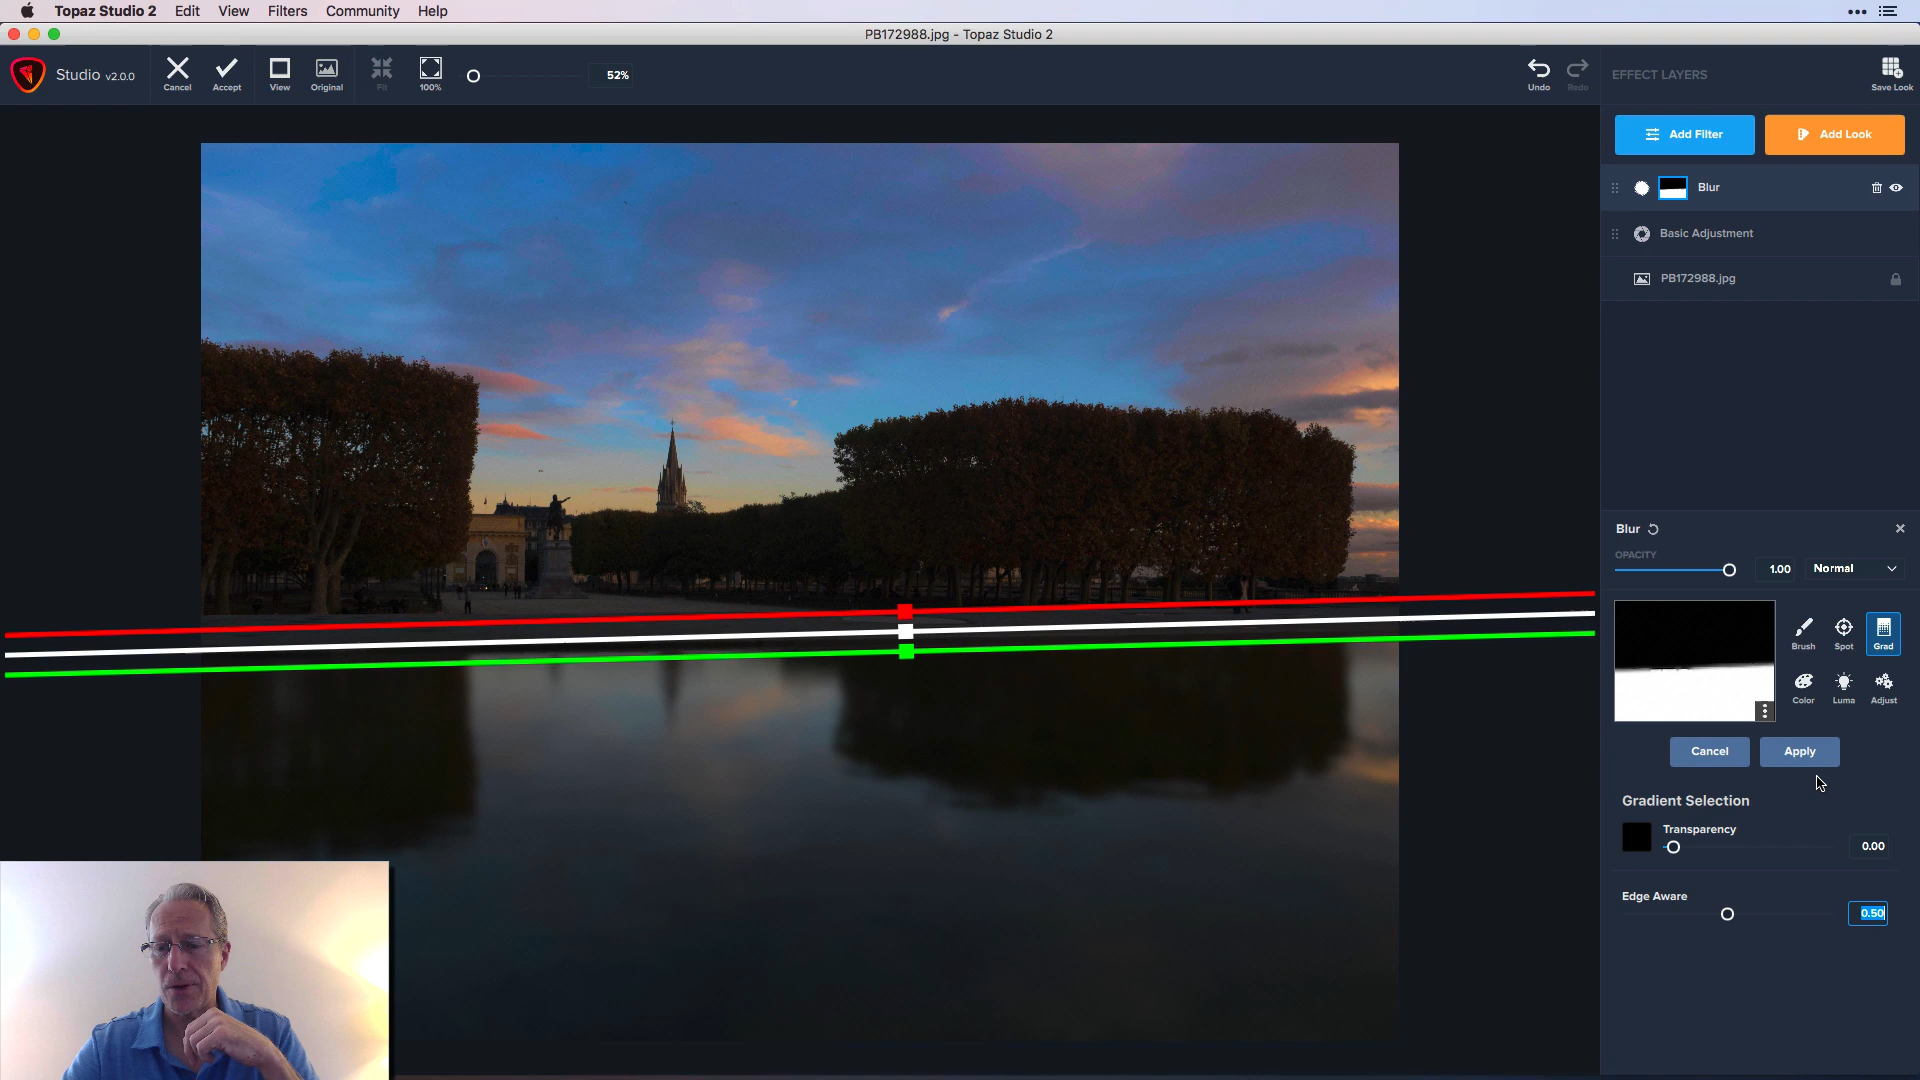 Topaz Studio 2 Edit View Filters Community Help
PB172988.jpg - Topaz Studio 2
Studio v2.0.0
Cancel
Accept
View
Original
Fit
100%
52%
Undo
Redo
EFFECT LAYERS
Save Look
Add Filter
Add Look
Blur
Basic Adjustment
PB172988.jpg
Blur
OPACITY
1.00
Normal
Brush
Spot
Grad
Color
Luma
Adjust
Cancel
Apply
Gradient Selection
Transparency
0.00
Edge Aware
0.50